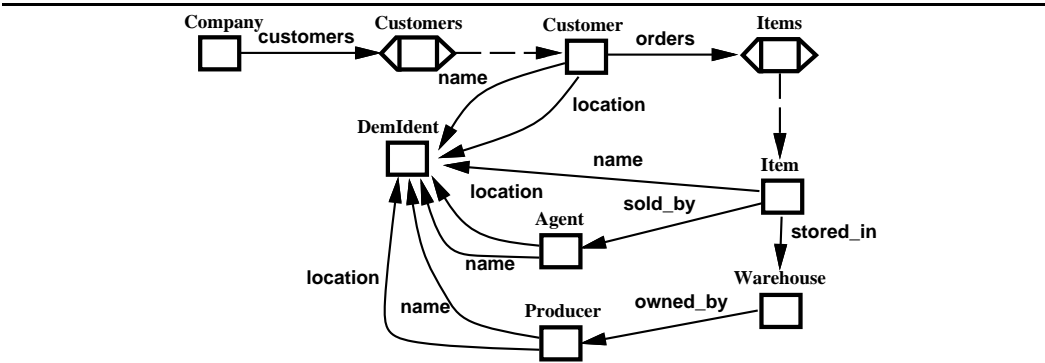 Company
customers
Customers
Customer
orders
Items
name
location
DemIdent
name
Item
location
sold_by
Agent
stored_in
name
location
Warehouse
name
Producer
owned_by